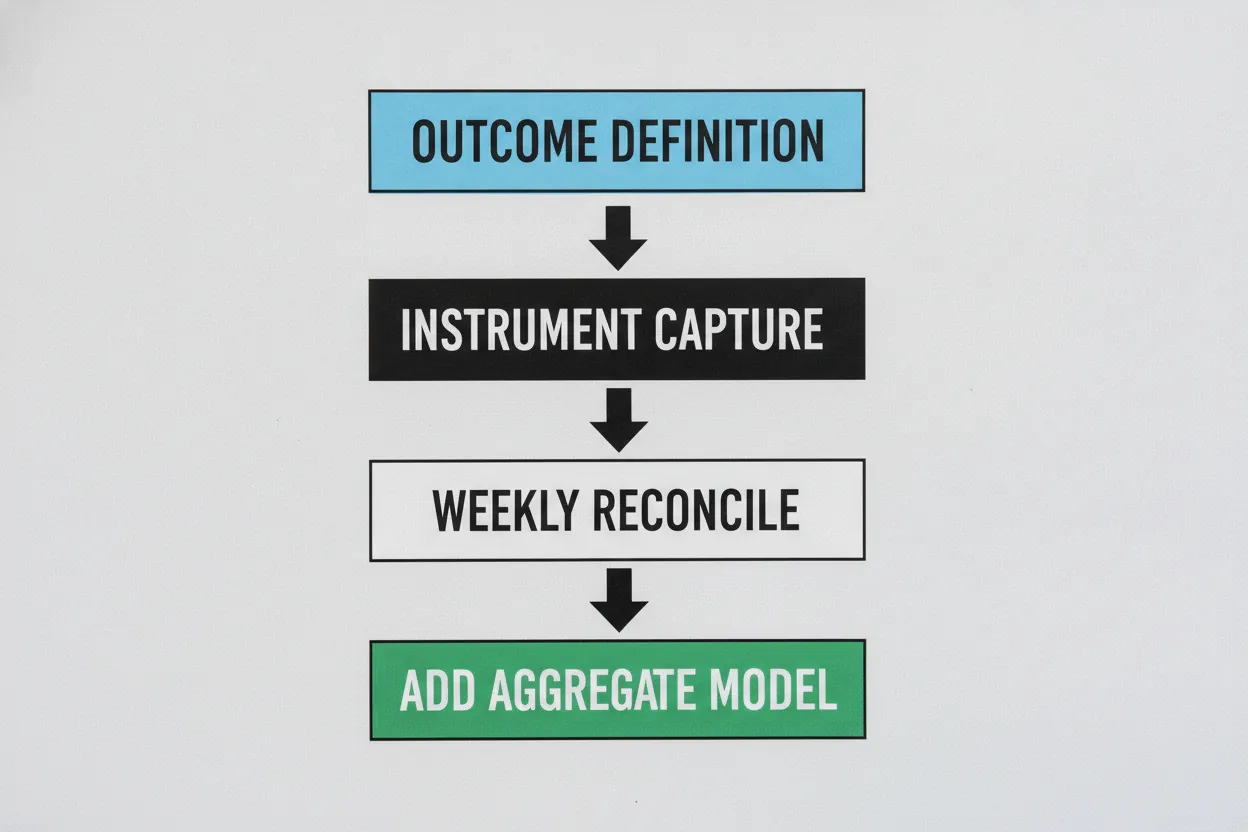 OUTCOME DEFINITION
INSTRUMENT CAPTURE
WEEKLY RECONCILE
ADD AGGREGATE MODEL